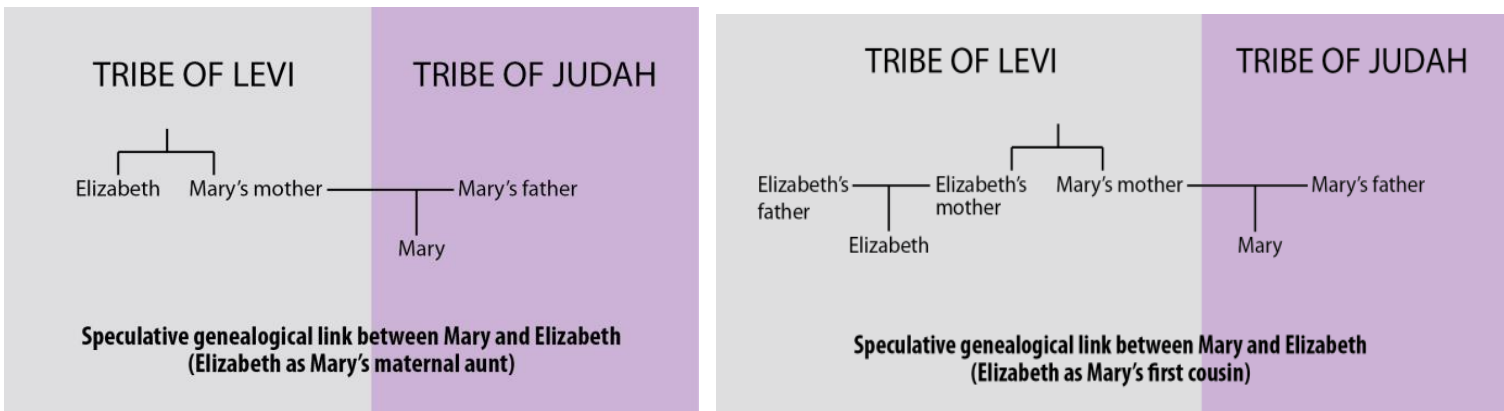 TRIBE OF LEVI
TRIBE OF JUDAH
Elizabeth
Mary's mother
Mary's father
Mary
Speculative genealogical link between Mary and Elizabeth
(Elizabeth as Mary's maternal aunt)
TRIBE OF LEVI
TRIBE OF JUDAH
Elizabeth's
father
Elizabeth's
mother
Mary's mother
Mary's father
Elizabeth
Mary
Speculative genealogical link between Mary and Elizabeth
(Elizabeth as Mary's first cousin)